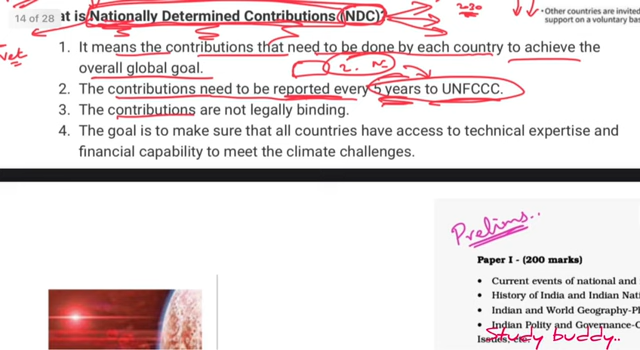 14 of 28
at is Nationally Determined Contributions (NDC)?
2020
• Other countries are invited
support on a voluntary bas
1. It means the contributions that need to be done by each country to achieve the
overall global goal.
2. The contributions need to be reported every 5 years to UNFCCC.
3. The contributions are not legally binding.
4. The goal is to make sure that all countries have access to technical expertise and
financial capability to meet the climate challenges.
Prelims..
Paper I - (200 marks)
• Current events of national and
• History of India and Indian Nat
• Indian and World Geography-P
• Indian Polity and Governance-C
Issues, etc.
Study buddy..